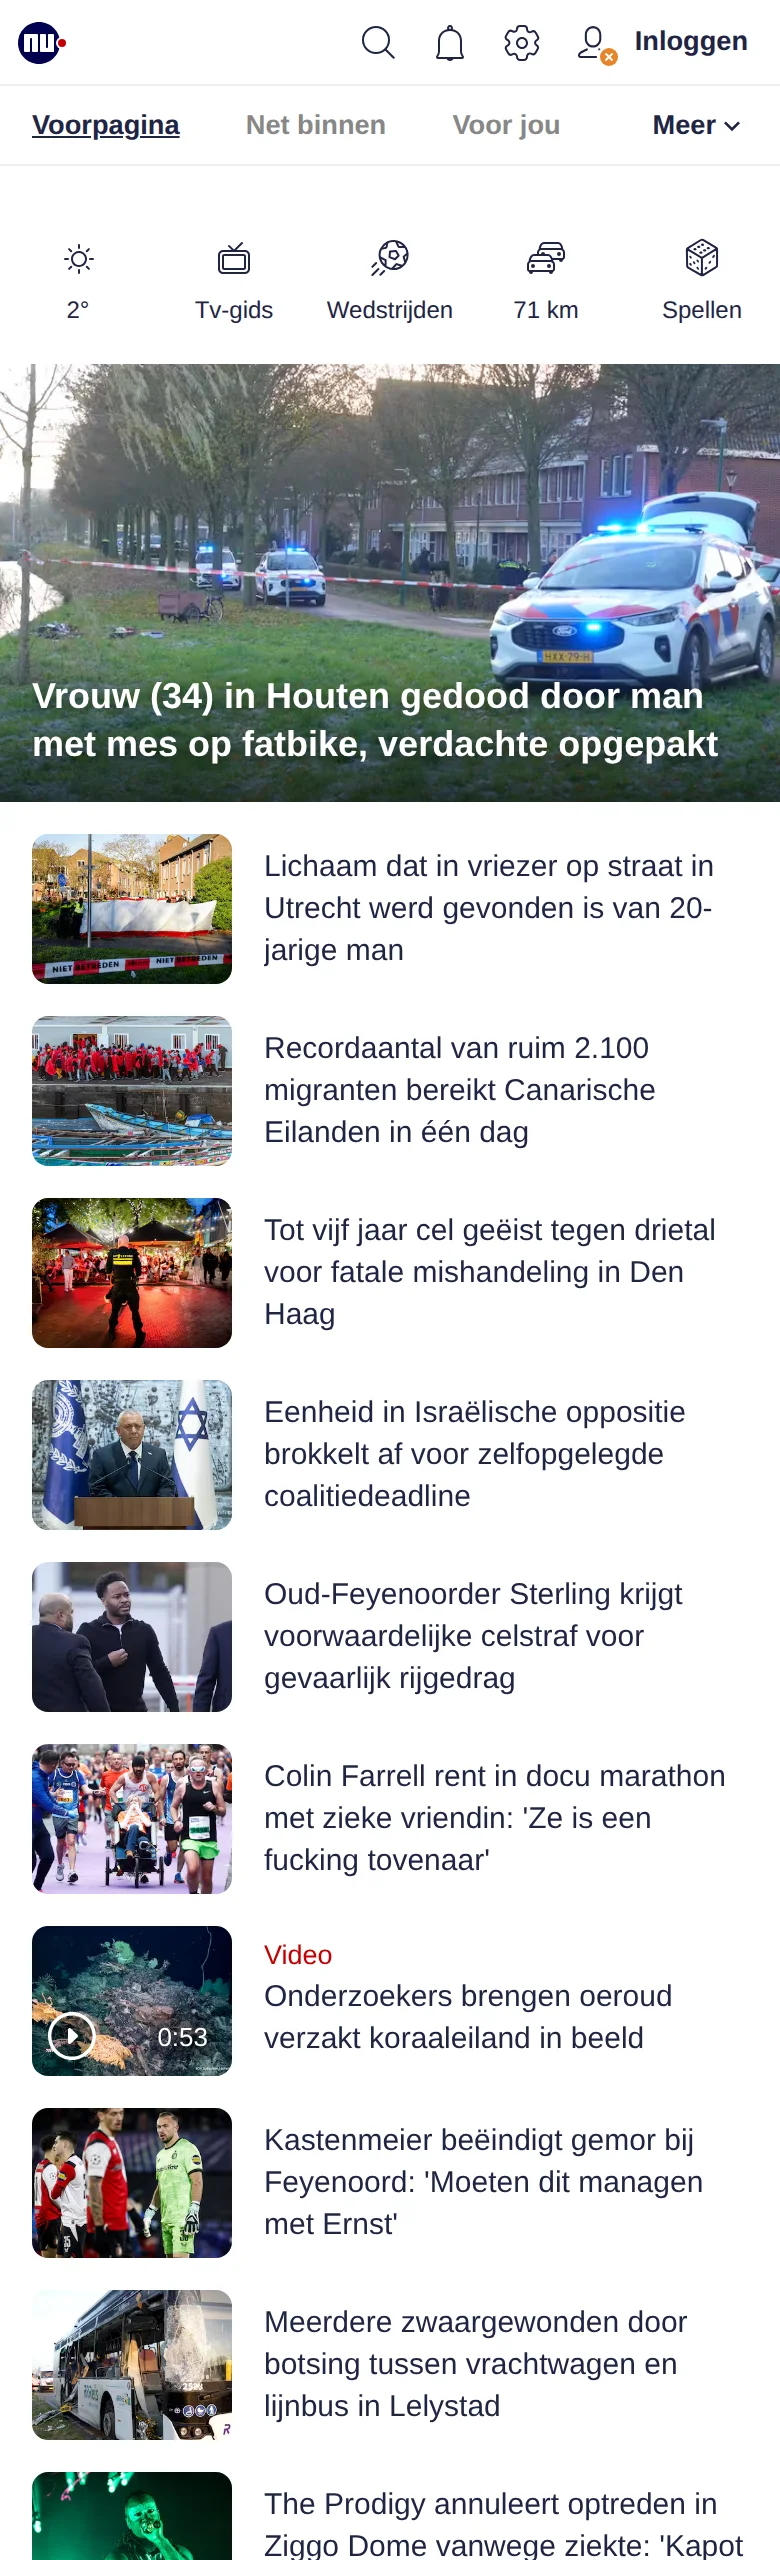 nu
Inloggen
Voorpagina
Net binnen
Voor jou
Meer
2°
Tv-gids
Wedstrijden
71 km
Spellen
Ford
HXX-79-H
Vrouw (34) in Houten gedood door man
met mes op fatbike, verdachte opgepakt
NIET BETREDEN
NIET BETREDEN
Lichaam dat in vriezer op straat in
Utrecht werd gevonden is van 20-
jarige man
Recordaantal van ruim 2.100
migranten bereikt Canarische
Eilanden in één dag
Tot vijf jaar cel geëist tegen drietal
voor fatale mishandeling in Den
Haag
Eenheid in Israëlische oppositie
brokkelt af voor zelfopgelegde
coalitiedeadline
Oud-Feyenoorder Sterling krijgt
voorwaardelijke celstraf voor
gevaarlijk rijgedrag
Colin Farrell rent in docu marathon
met zieke vriendin: 'Ze is een
fucking tovenaar'
0:53
Video
Onderzoekers brengen oeroud
verzakt koraaleiland in beeld
Kastenmeier beëindigt gemor bij
Feyenoord: 'Moeten dit managen
met Ernst'
Meerdere zwaargewonden door
botsing tussen vrachtwagen en
lijnbus in Lelystad
R
The Prodigy annuleert optreden in
Ziggo Dome vanwege ziekte: 'Kapot